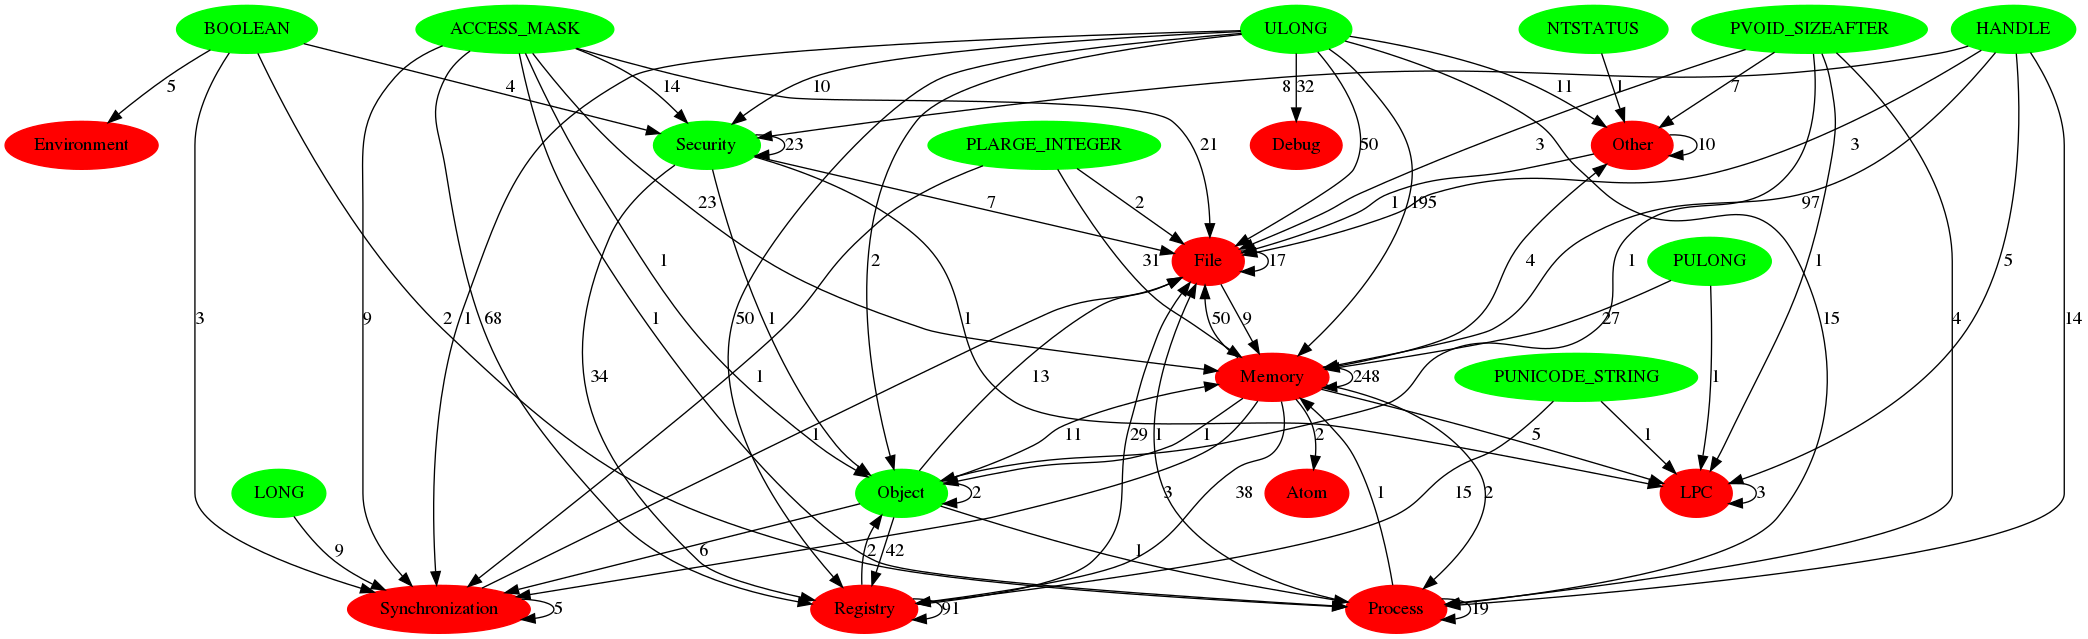 BOOLEAN ACCESS_MASK ULONG NTSTATUS PVOID_SIZEAFTER HANDLE
5 4 14 10 8 32 11 1 7
Environment Security PLARGE_INTEGER Debug Other
23 21 50 3 10 3
23 7 2 1 195 97
1 2 31 File 17 4 1 PULONG 1 5
3 9 2 1 68 1 50 1 1 50 9 27 15 4 14
34 1 13 Memory 248 PUNICODE_STRING 1
1 11 29 1 1 2 5 1
LONG Object 2 3 38 Atom 1 2 15 LPC 3
9 6 2 42 1
Synchronization 5 Registry 91 Process 19